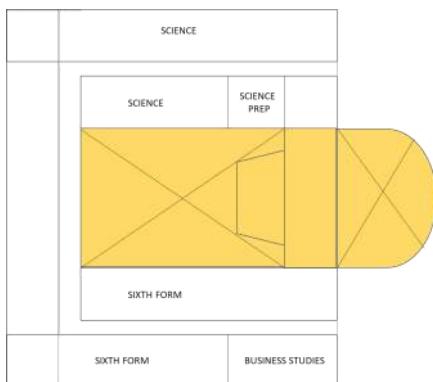 SCIENCE
SCIENCE
SCIENCE
PREP
SIXTH FORM
SIXTH FORM
BUSINESS STUDIES